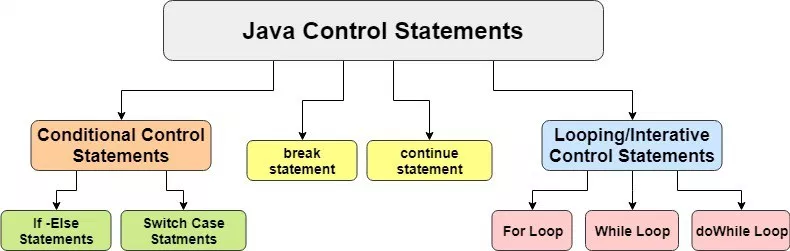 Java Control Statements
Conditional Control
Statements
break
statement
continue
statement
Looping/Interative
Control Statements
If -Else
Statements
Switch Case
Statments
For Loop
While Loop
doWhile Loop